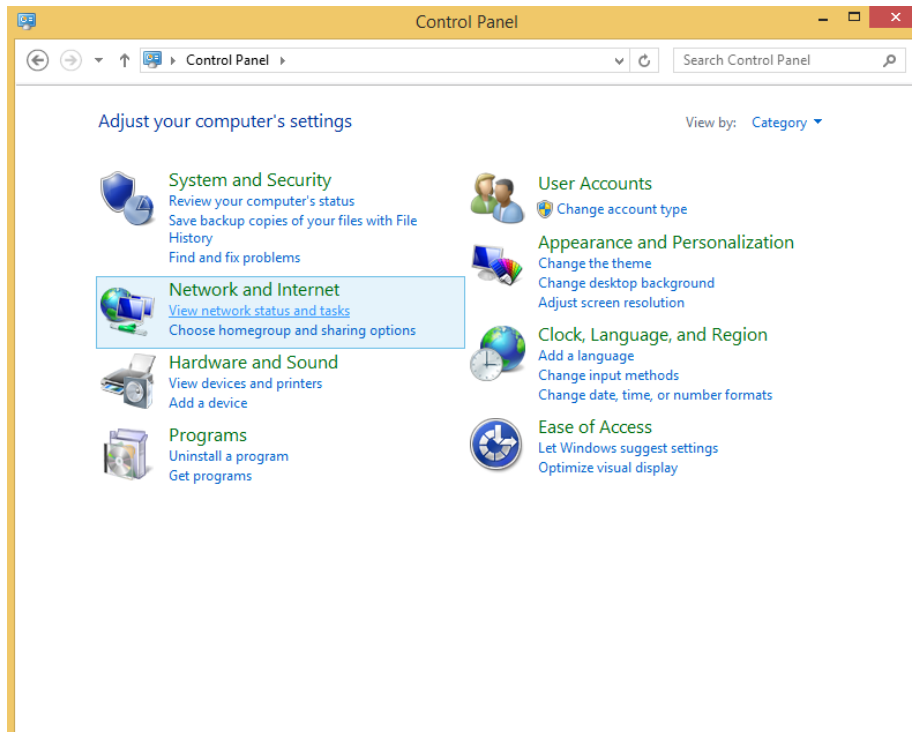 Control Panel
Control Panel
Search Control Panel
Adjust your computer's settings
View by: Category
System and Security
Review your computer's status
Save backup copies of your files with File
History
Find and fix problems
Network and Internet
View network status and tasks
Choose homegroup and sharing options
Hardware and Sound
View devices and printers
Add a device
Programs
Uninstall a program
Get programs
User Accounts
Change account type
Appearance and Personalization
Change the theme
Change desktop background
Adjust screen resolution
Clock, Language, and Region
Add a language
Change input methods
Change date, time, or number formats
Ease of Access
Let Windows suggest settings
Optimize visual display